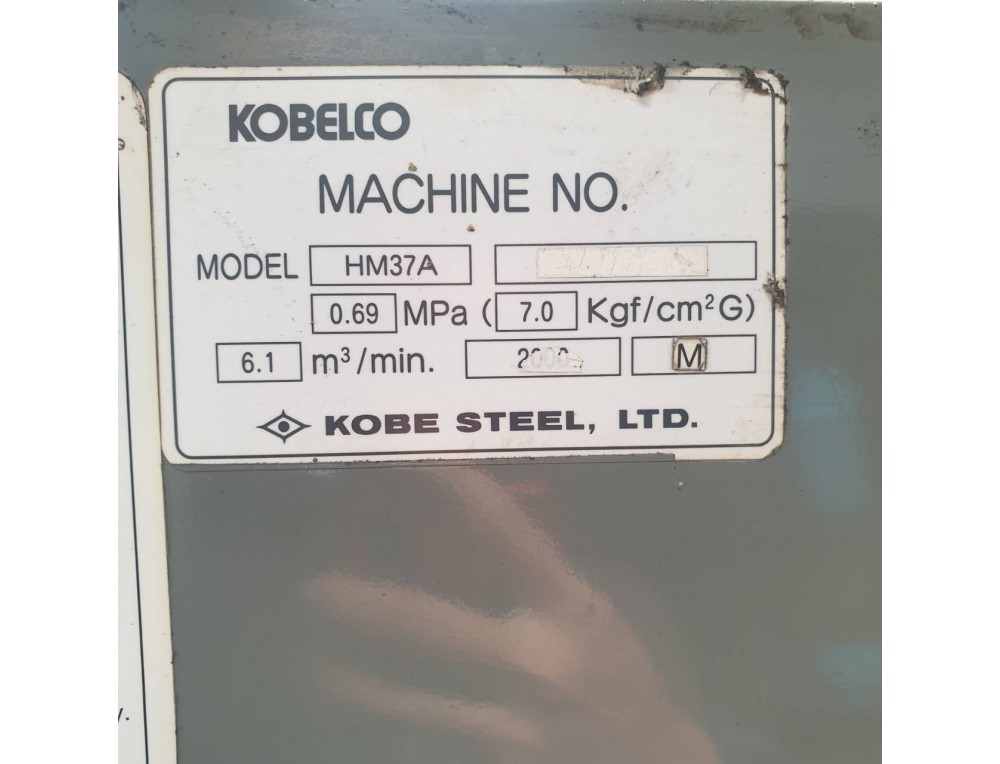 KOBELCO
MACHINE NO.
MODEL HM37A
0.69 MPa ( 7.0 Kgf/cm²G)
6.1 m³/min. M
KOBE STEEL, LTD.